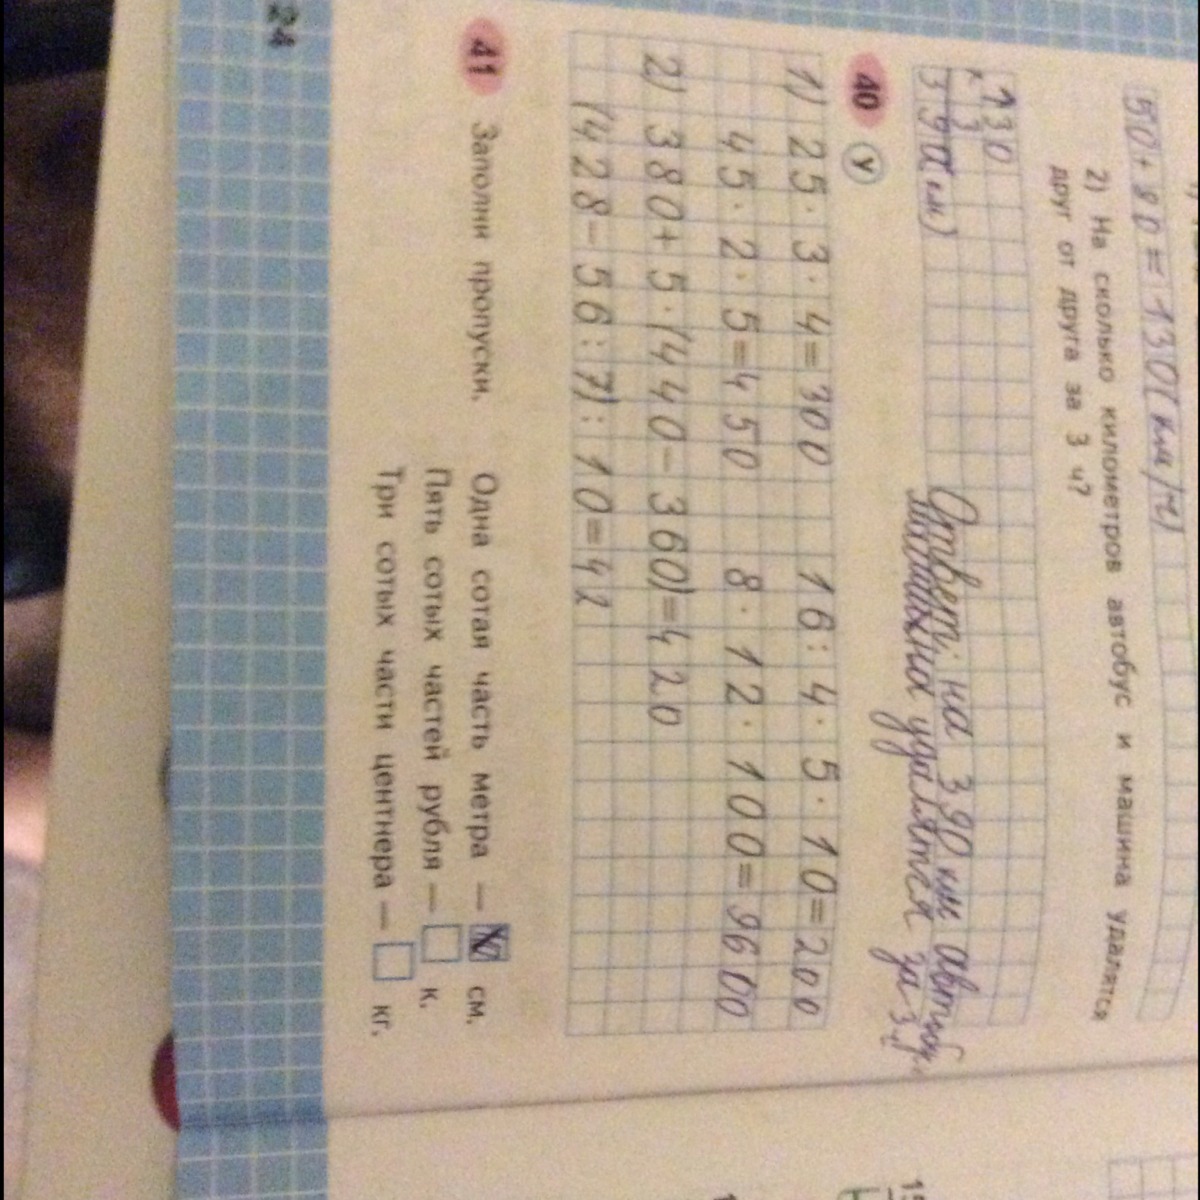 50 + 80 = 130 (км/ч)
2) На сколько километров автобус и машина удалятся
друг от друга за 3 ч?
130
× 3
390 (км)
Ответ: на 390 км автобус
машина удалятся за 3
40 У
1) 25 · 3 · 4 = 300 16 : 4 · 5 · 10 = 200
45 · 2 · 5 = 450 8 · 12 · 100 = 9600
2) 380 + 5 · (440 − 360) = 420
(428 − 56 : 7) : 10 = 42
41 Заполни пропуски. Одна сотая часть метра — см.
Пять сотых частей рубля — к.
Три сотых части центнера — кг.
24